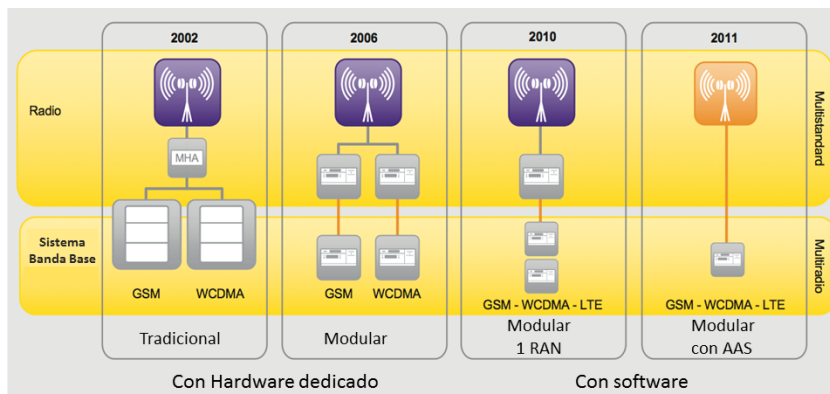 2002
2006
2010
2011
Radio
MHA
Multistandard
Sistema
Banda Base
Multiradio
GSM
WCDMA
GSM
WCDMA
GSM - WCDMA - LTE
GSM - WCDMA - LTE
Tradicional
Modular
Modular
1 RAN
Modular
con AAS
Con Hardware dedicado
Con software